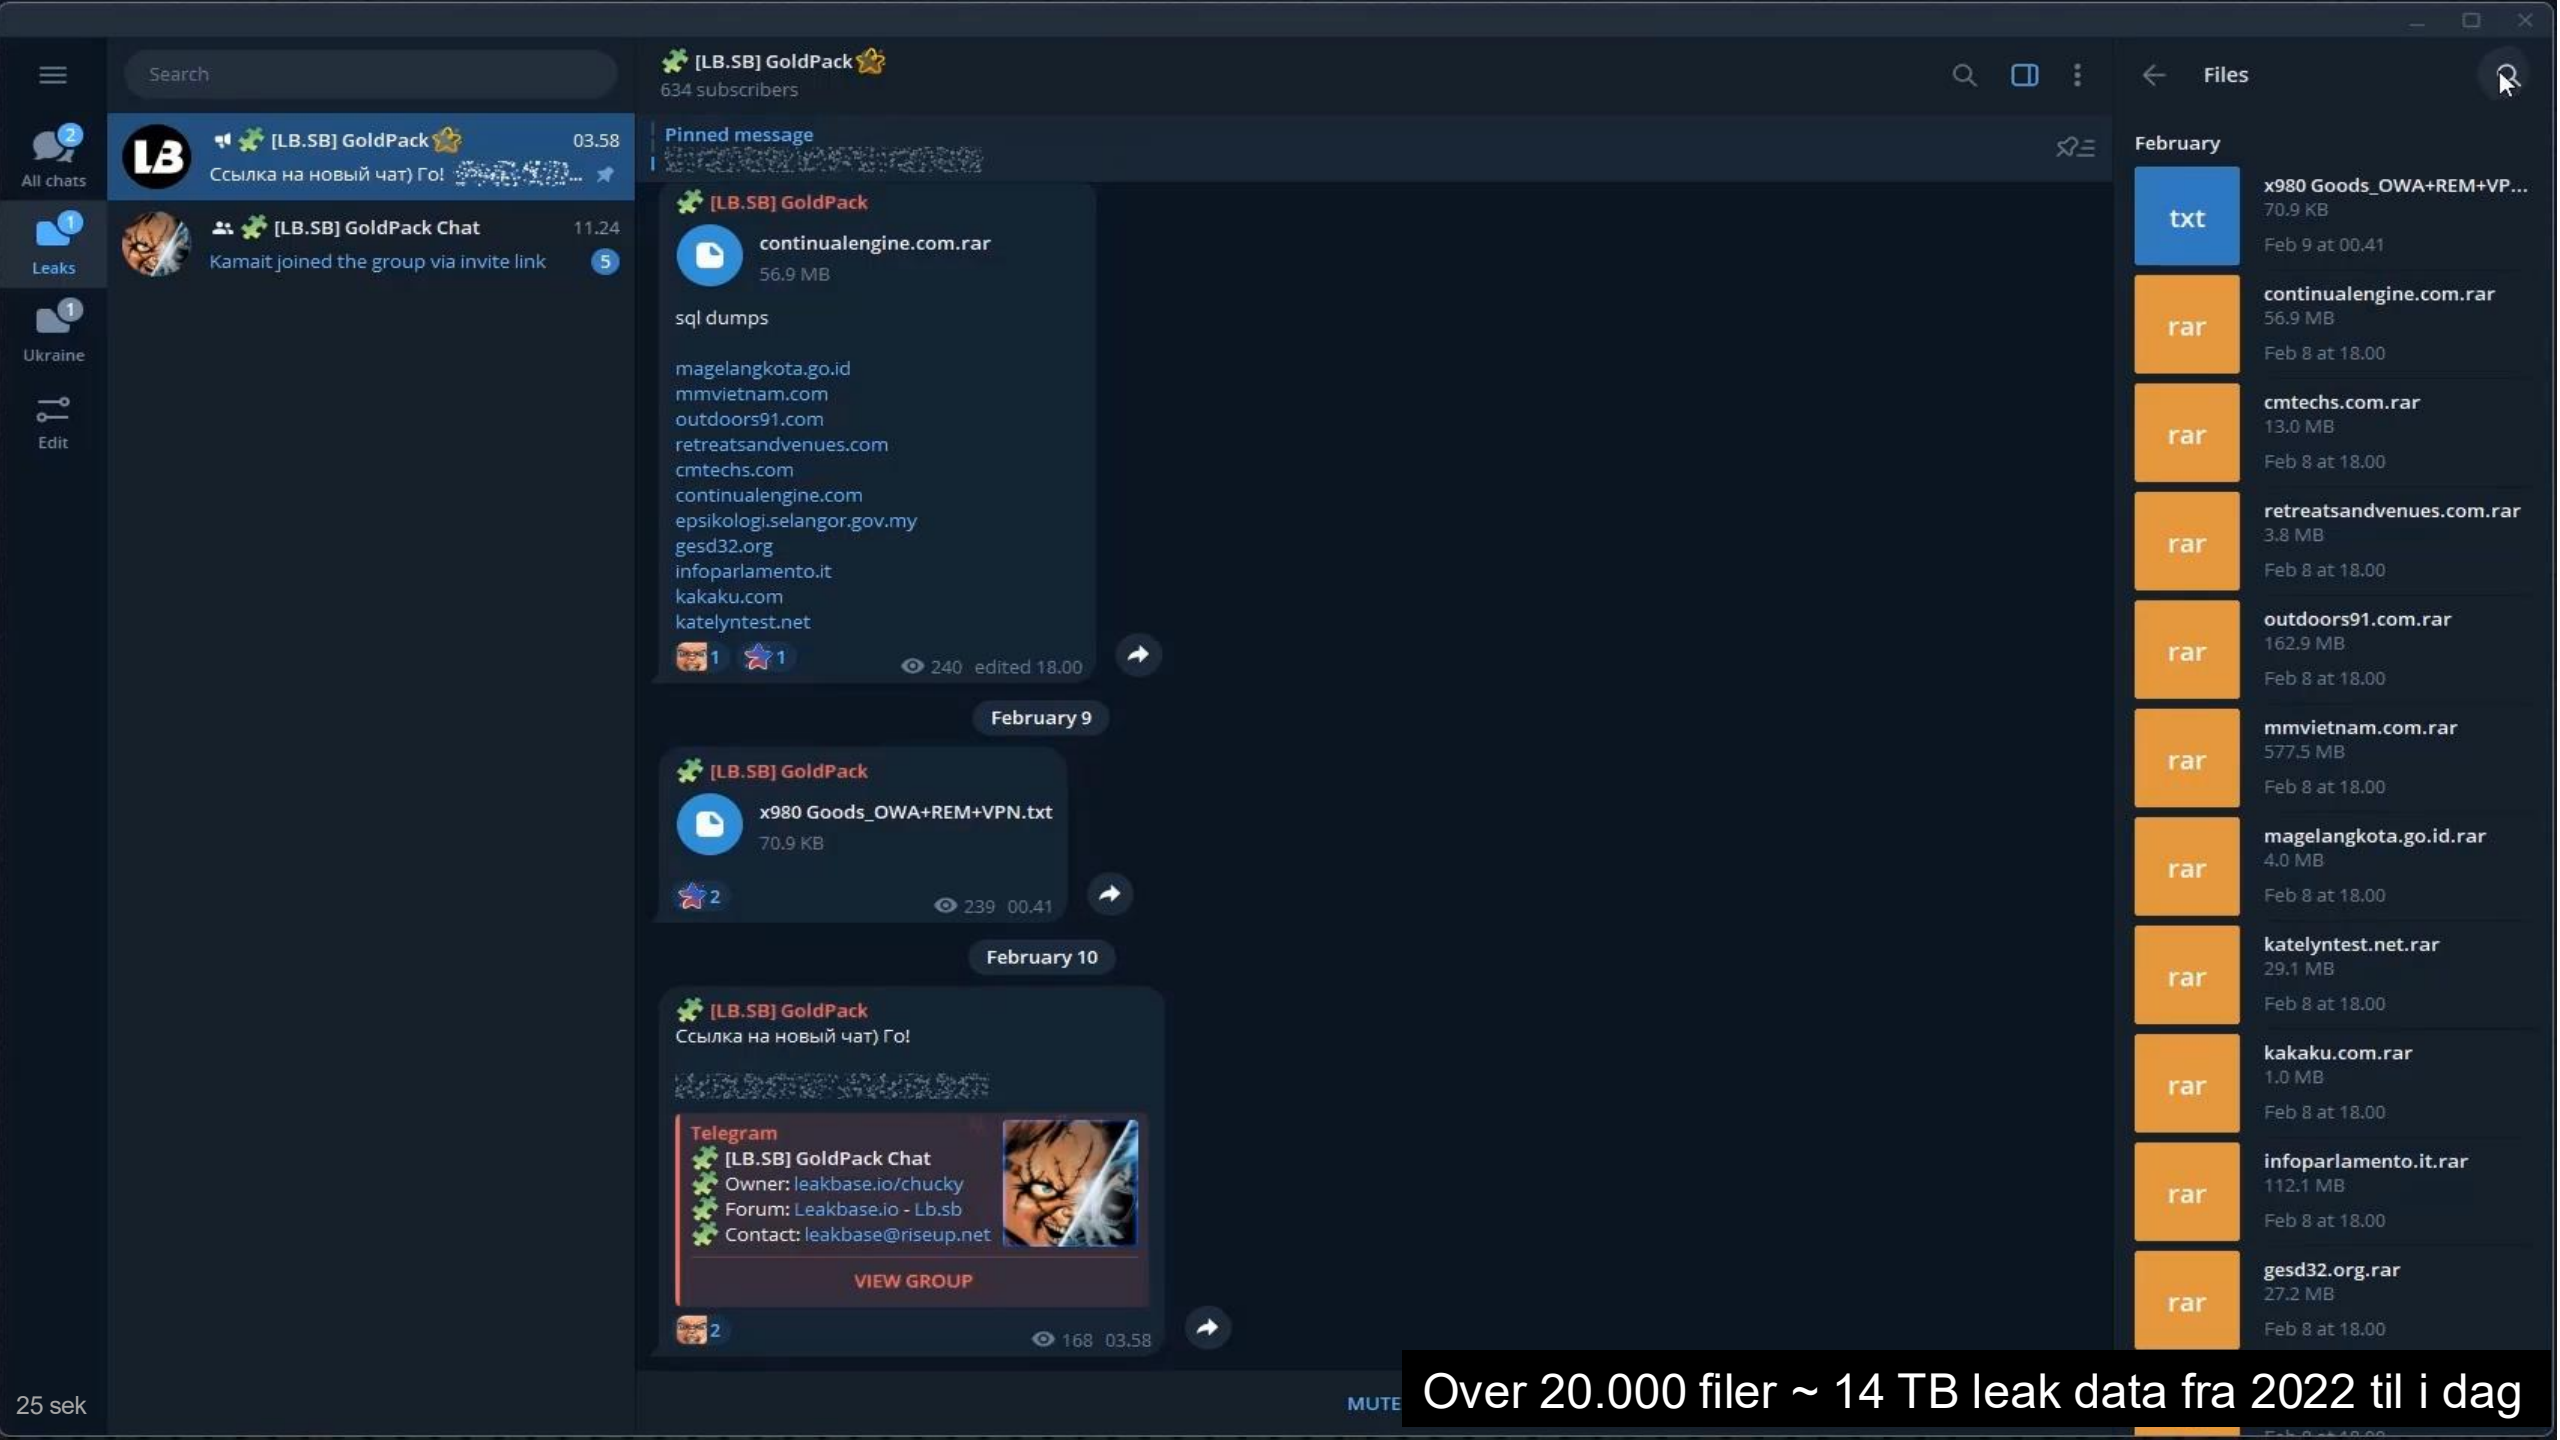 Search
All chats
2
Leaks
1
Ukraine
1
Edit
LB
[LB.SB] GoldPack
03.58
Ссылка на новый чат) Го!
...
[LB.SB] GoldPack Chat
11.24
Kamait joined the group via invite link
5
[LB.SB] GoldPack
634 subscribers
Pinned message
[LB.SB] GoldPack
continualengine.com.rar
56.9 MB
sql dumps
magelangkota.go.id
mmvietnam.com
outdoors91.com
retreatsandvenues.com
cmtechs.com
continualengine.com
epsikologi.selangor.gov.my
gesd32.org
infoparlamento.it
kakaku.com
katelyntest.net
1 1 240 edited 18.00
February 9
[LB.SB] GoldPack
x980 Goods_OWA+REM+VPN.txt
70.9 KB
2 239 00.41
February 10
[LB.SB] GoldPack
Ссылка на новый чат) Го!
Telegram
[LB.SB] GoldPack Chat
Owner: leakbase.io/chucky
Forum: Leakbase.io - Lb.sb
Contact: leakbase@riseup.net
VIEW GROUP
2 168 03.58
MUTE
Files
February
txt
x980 Goods_OWA+REM+VP...
70.9 KB
Feb 9 at 00.41
rar
continualengine.com.rar
56.9 MB
Feb 8 at 18.00
rar
cmtechs.com.rar
13.0 MB
Feb 8 at 18.00
rar
retreatsandvenues.com.rar
3.8 MB
Feb 8 at 18.00
rar
outdoors91.com.rar
162.9 MB
Feb 8 at 18.00
rar
mmvietnam.com.rar
577.5 MB
Feb 8 at 18.00
rar
magelangkota.go.id.rar
4.0 MB
Feb 8 at 18.00
rar
katelyntest.net.rar
29.1 MB
Feb 8 at 18.00
rar
kakaku.com.rar
1.0 MB
Feb 8 at 18.00
rar
infoparlamento.it.rar
112.1 MB
Feb 8 at 18.00
rar
gesd32.org.rar
27.2 MB
Feb 8 at 18.00
25 sek
Over 20.000 filer ~ 14 TB leak data fra 2022 til i dag